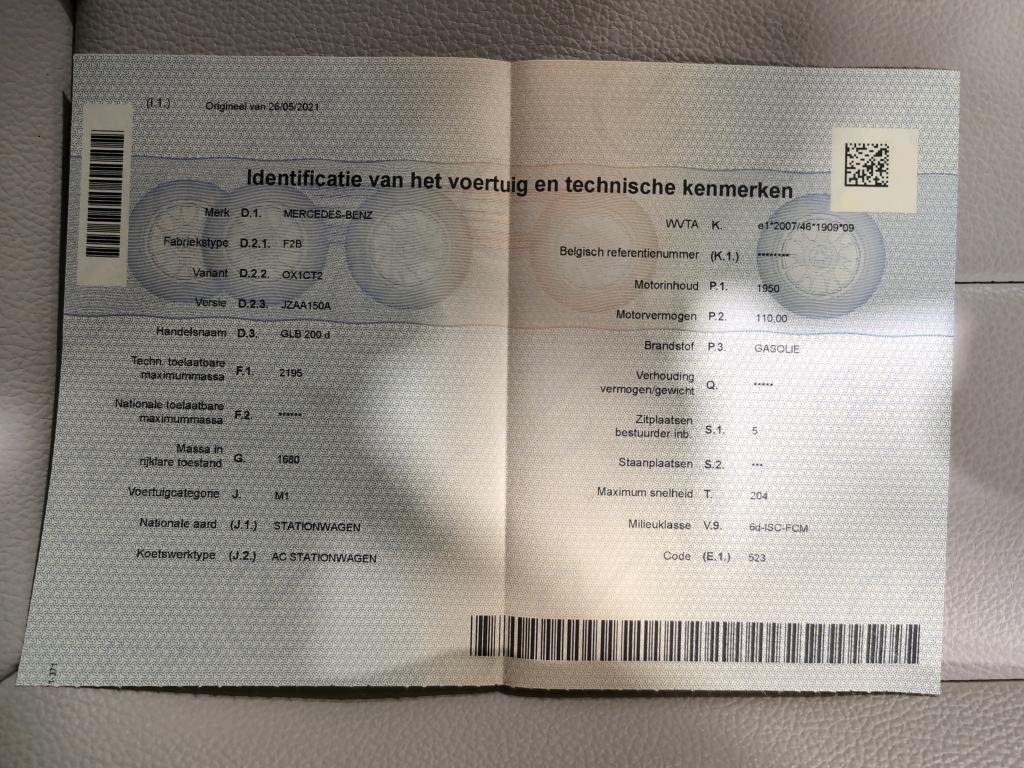 (I.1.) Origineel van 26/05/2021
Identificatie van het voertuig en technische kenmerken
Merk D.1. MERCEDES-BENZ
Fabriekstype D.2.1. F2B
Variant D.2.2. OX1CT2
Versie D.2.3. JZAA150A
Handelsnaam D.3. GLB 200 d
Techn. toelaatbare
maximummassa F.1. 2195
Nationale toelaatbare
maximummassa F.2. ******
Massa in
rijklare toestand G. 1680
Voertuigcategorie J. M1
Nationale aard (J.1.) STATIONWAGEN
Koetswerktype (J.2.) AC STATIONWAGEN
WVTA K. e1*2007/46*1909*09
Belgisch referentienummer (K.1.) ********
Motorinhoud P.1. 1950
Motorvermogen P.2. 110,00
Brandstof P.3. GASOLIE
Verhouding
vermogen/gewicht Q. *****
Zitplaatsen
bestuurder inb. S.1. 5
Staanplaatsen S.2. ***
Maximum snelheid T. 204
Milieuklasse V.9. 6d-ISC-FCM
Code (E.1.) 523